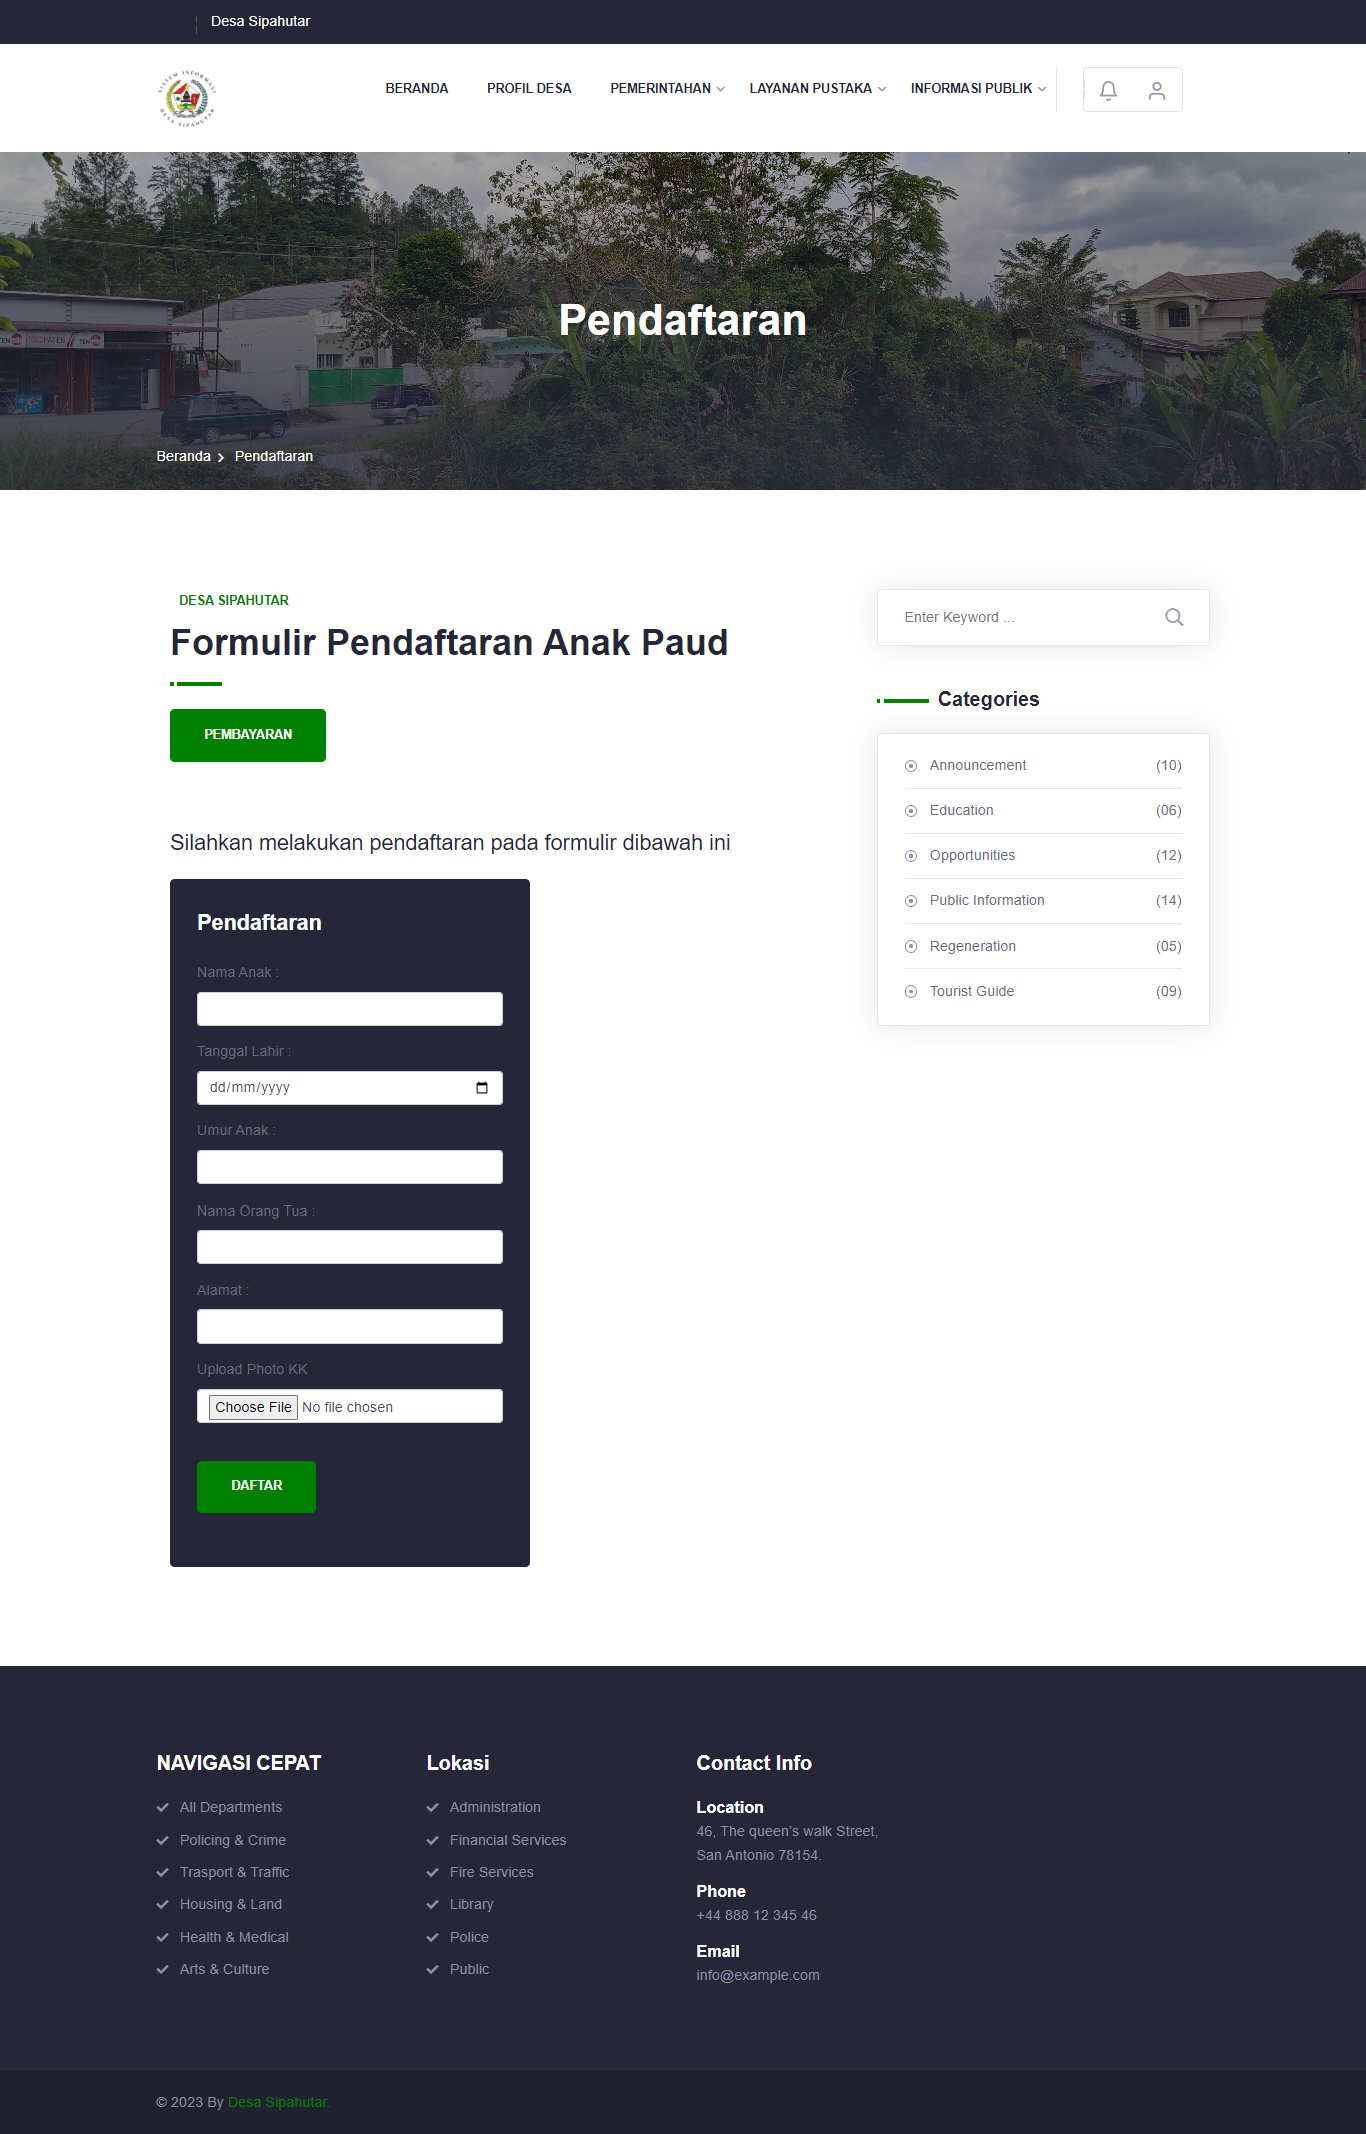 Desa Sipahutar
SISTEM INFORMASI
DESA SIPAHUTAR
BERANDA
PROFIL DESA
PEMERINTAHAN
LAYANAN PUSTAKA
INFORMASI PUBLIK
Pendaftaran
Beranda
Pendaftaran
DESA SIPAHUTAR
Formulir Pendaftaran Anak Paud
PEMBAYARAN
Silahkan melakukan pendaftaran pada formulir dibawah ini
Pendaftaran
Nama Anak :
Tanggal Lahir :
dd/mm/yyyy
Umur Anak :
Nama Orang Tua :
Alamat :
Upload Photo KK
Choose File No file chosen
DAFTAR
Enter Keyword ...
Categories
Announcement (10)
Education (06)
Opportunities (12)
Public Information (14)
Regeneration (05)
Tourist Guide (09)
NAVIGASI CEPAT
All Departments
Policing & Crime
Trasport & Traffic
Housing & Land
Health & Medical
Arts & Culture
Lokasi
Administration
Financial Services
Fire Services
Library
Police
Public
Contact Info
Location
46, The queen's walk Street,
San Antonio 78154.
Phone
+44 888 12 345 46
Email
info@example.com
© 2023 By Desa Sipahutar.